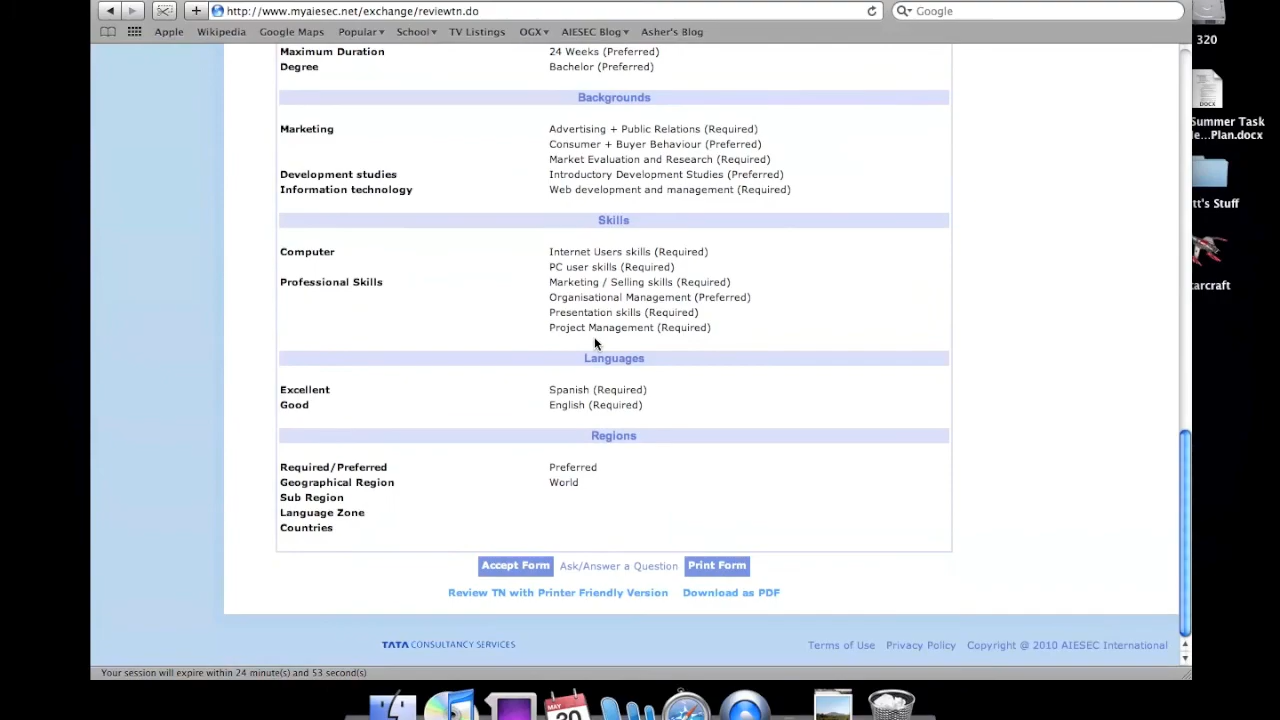 http://www.myaiesec.net/exchange/reviewtn.do
Google
Apple Wikipedia Google Maps Popular School TV Listings OGX AIESEC Blog Asher's Blog
320
Maximum Duration 24 Weeks (Preferred)
Degree Bachelor (Preferred)
DOCX
Summer Task
le...Plan.docx
Backgrounds
Marketing Advertising + Public Relations (Required)
Consumer + Buyer Behaviour (Preferred)
Market Evaluation and Research (Required)
Development studies Introductory Development Studies (Preferred)
Information technology Web development and management (Required)
tt's Stuff
Skills
Computer Internet Users skills (Required)
PC user skills (Required)
Professional Skills Marketing / Selling skills (Required)
Organisational Management (Preferred)
Presentation skills (Required)
Project Management (Required)
tarcraft
Languages
Excellent Spanish (Required)
Good English (Required)
Regions
Required/Preferred Preferred
Geographical Region World
Sub Region
Language Zone
Countries
Accept Form Ask/Answer a Question Print Form
Review TN with Printer Friendly Version Download as PDF
TATA CONSULTANCY SERVICES
Terms of Use Privacy Policy Copyright @ 2010 AIESEC International
Your session will expire within 24 minute(s) and 53 second(s)
MAY
30